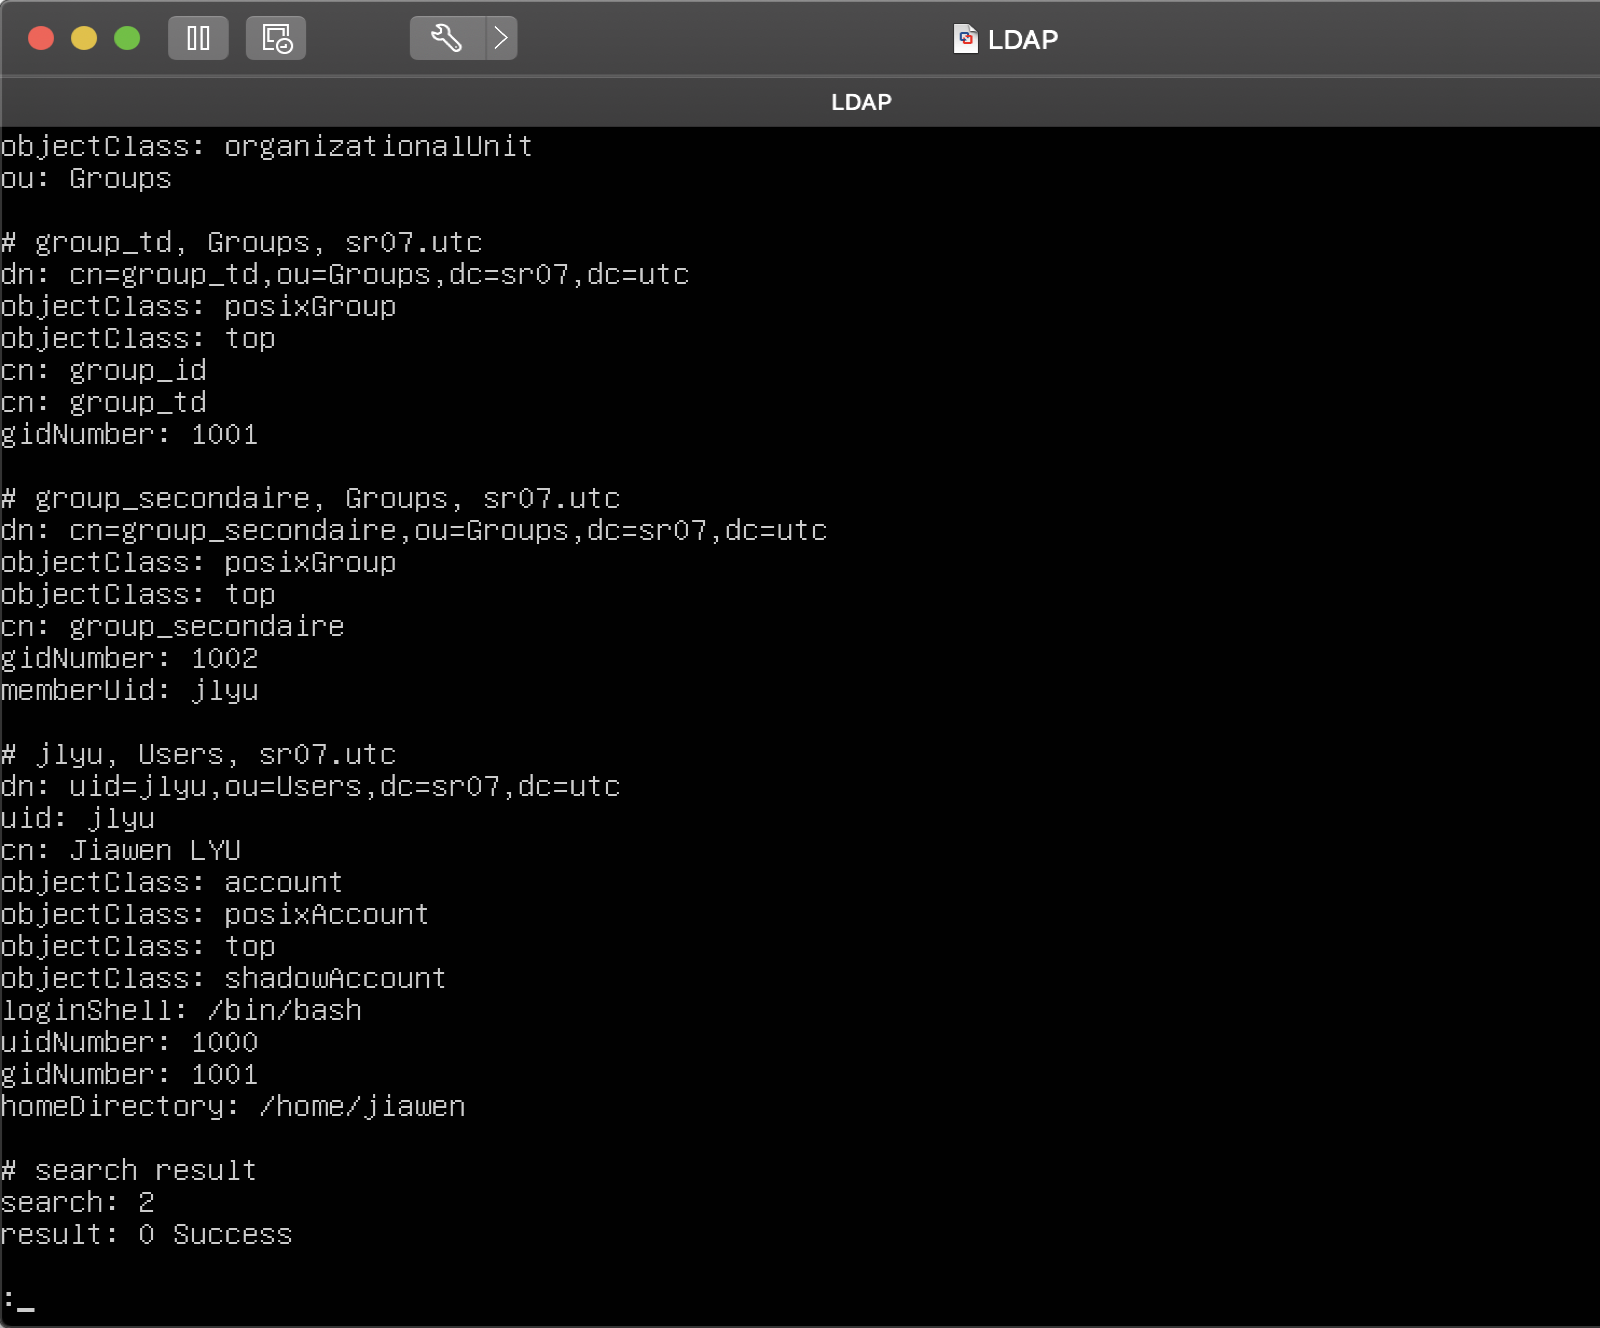 LDAP
LDAP
objectClass: organizationalUnit
ou: Groups
# group_td, Groups, sr07.utc
dn: cn=group_td,ou=Groups,dc=sr07,dc=utc
objectClass: posixGroup
objectClass: top
cn: group_id
cn: group_td
gidNumber: 1001
# group_secondaire, Groups, sr07.utc
dn: cn=group_secondaire,ou=Groups,dc=sr07,dc=utc
objectClass: posixGroup
objectClass: top
cn: group_secondaire
gidNumber: 1002
memberUid: jlyu
# jlyu, Users, sr07.utc
dn: uid=jlyu,ou=Users,dc=sr07,dc=utc
uid: jlyu
cn: Jiawen LYU
objectClass: account
objectClass: posixAccount
objectClass: top
objectClass: shadowAccount
loginShell: /bin/bash
uidNumber: 1000
gidNumber: 1001
homeDirectory: /home/jiawen
# search result
search: 2
result: 0 Success
:_